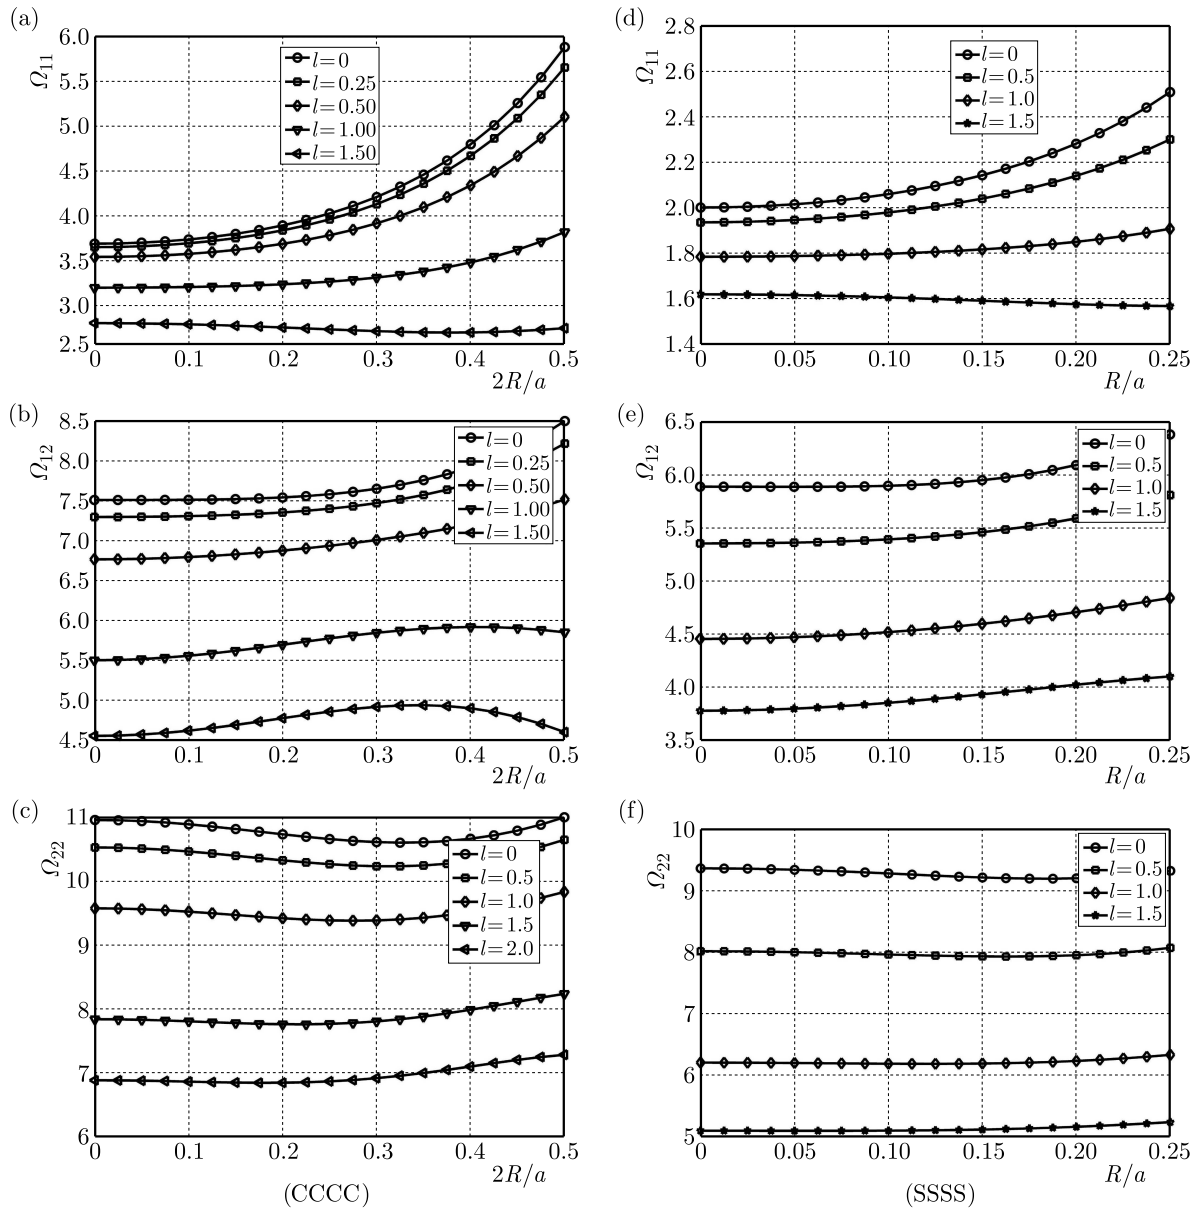 (a)
Ω11
6.0
5.5
5.0
4.5
4.0
3.5
3.0
2.5
l=0
l=0.25
l=0.50
l=1.00
l=1.50
0 0.1 0.2 0.3 0.4 0.5
2R/a
(d)
Ω11
2.8
2.6
2.4
2.2
2.0
1.8
1.6
1.4
l=0
l=0.5
l=1.0
l=1.5
0 0.05 0.10 0.15 0.20 0.25
R/a
(b)
Ω12
8.5
8.0
7.5
7.0
6.5
6.0
5.5
5.0
4.5
l=0
l=0.25
l=0.50
l=1.00
l=1.50
0 0.1 0.2 0.3 0.4 0.5
2R/a
(e)
Ω12
6.5
6.0
5.5
5.0
4.5
4.0
3.5
l=0
l=0.5
l=1.0
l=1.5
0 0.05 0.10 0.15 0.20 0.25
R/a
(c)
Ω22
11
10
9
8
7
6
l=0
l=0.5
l=1.0
l=1.5
l=2.0
0 0.1 0.2 0.3 0.4 0.5
2R/a
(CCCC)
(f)
Ω22
10
9
8
7
6
5
l=0
l=0.5
l=1.0
l=1.5
0 0.05 0.10 0.15 0.20 0.25
R/a
(SSSS)